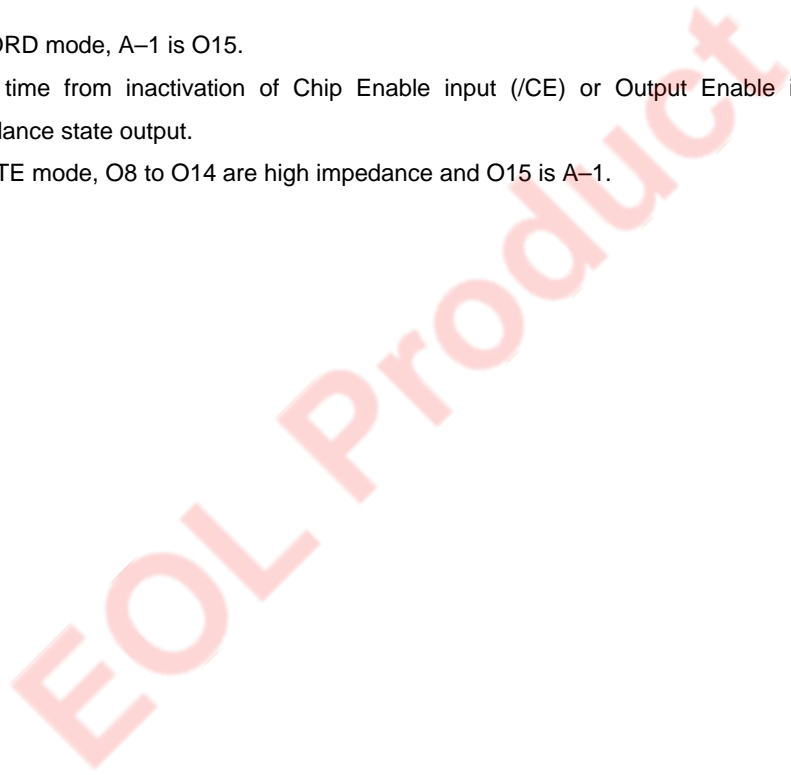 ORD mode, A–1 is O15.
time from inactivation of Chip Enable input (/CE) or Output Enable i
lance state output.
TE mode, O8 to O14 are high impedance and O15 is A–1.
EOL Product